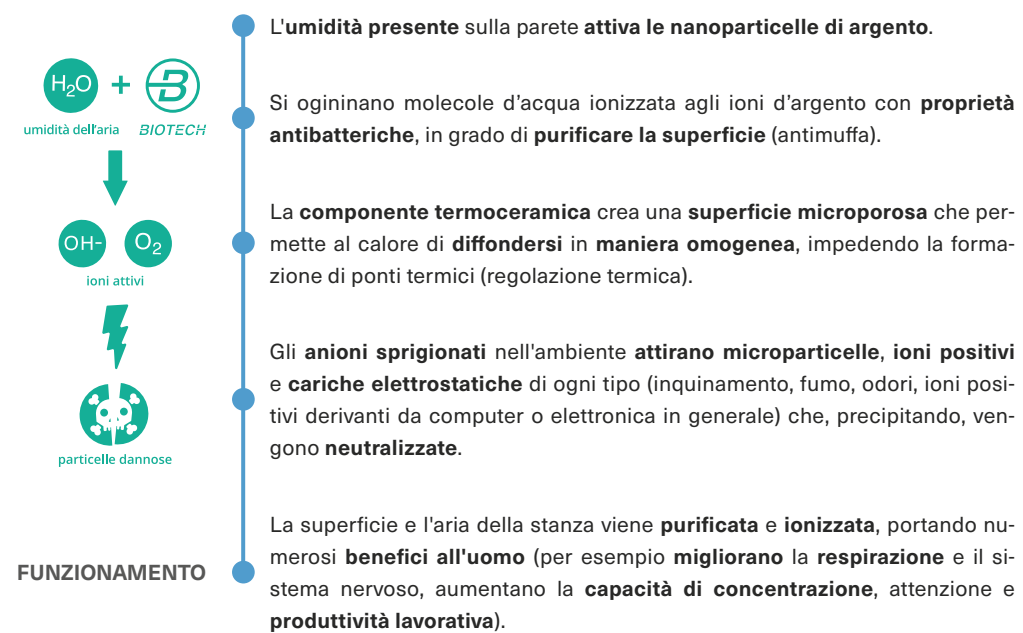 L'umidità presente sulla parete attiva le nanoparticelle di argento.
H2O + B
umidità dell'aria BIOTECH
Si ogininano molecole d'acqua ionizzata agli ioni d'argento con proprietà
antibatteriche, in grado di purificare la superficie (antimuffa).
OH- O2
ioni attivi
La componente termoceramica crea una superficie microporosa che per-
mette al calore di diffondersi in maniera omogenea, impedendo la forma-
zione di ponti termici (regolazione termica).
particelle dannose
Gli anioni sprigionati nell'ambiente attirano microparticelle, ioni positivi
e cariche elettrostatiche di ogni tipo (inquinamento, fumo, odori, ioni posi-
tivi derivanti da computer o elettronica in generale) che, precipitando, ven-
gono neutralizzate.
FUNZIONAMENTO
La superficie e l'aria della stanza viene purificata e ionizzata, portando nu-
merosi benefici all'uomo (per esempio migliorano la respirazione e il si-
stema nervoso, aumentano la capacità di concentrazione, attenzione e
produttività lavorativa).